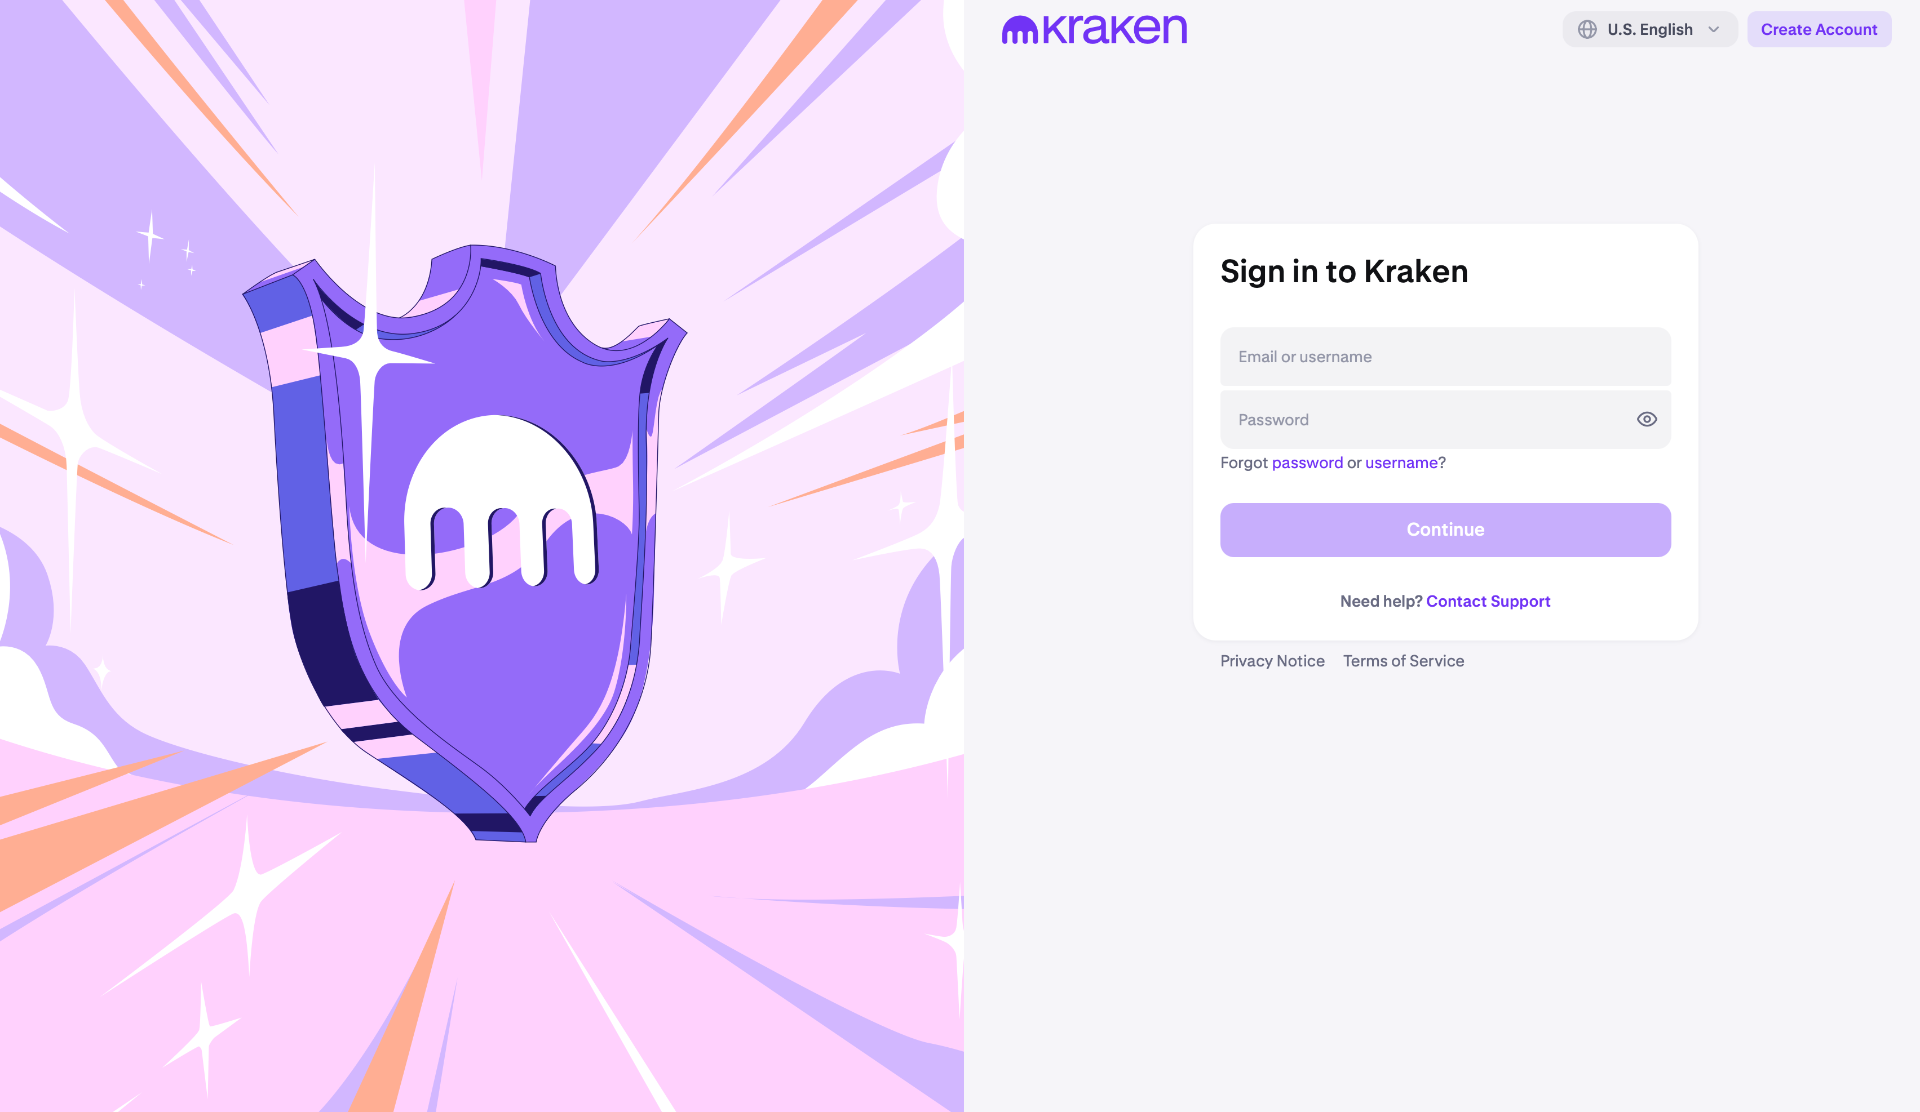 kraken
U.S. English
Create Account
Sign in to Kraken
Email or username
Password
Forgot password or username?
Continue
Need help? Contact Support
Privacy Notice Terms of Service